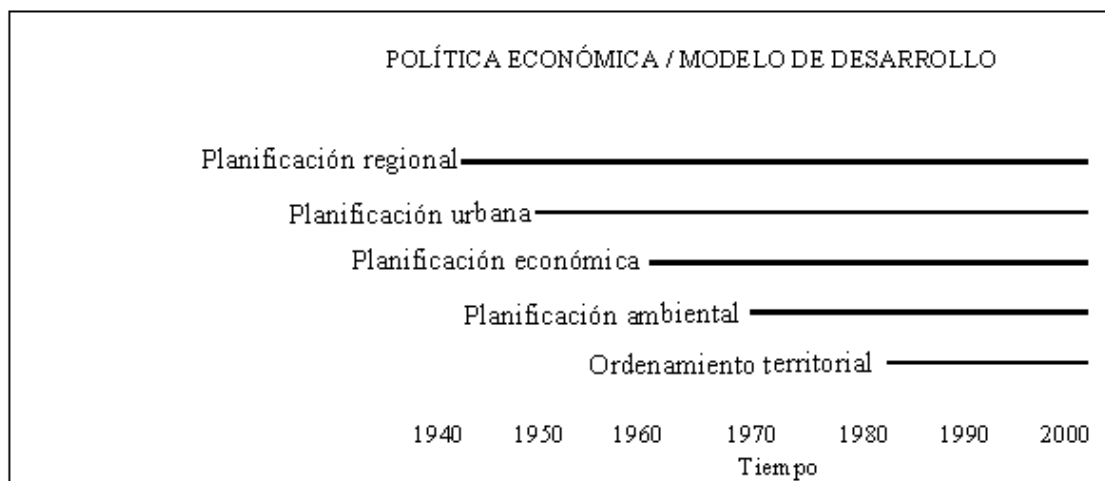 POLÍTICA ECONÓMICA / MODELO DE DESARROLLO
Planificación regional
Planificación urbana
Planificación económica
Planificación ambiental
Ordenamiento territorial
1940 1950 1960 1970 1980 1990 2000
Tiempo